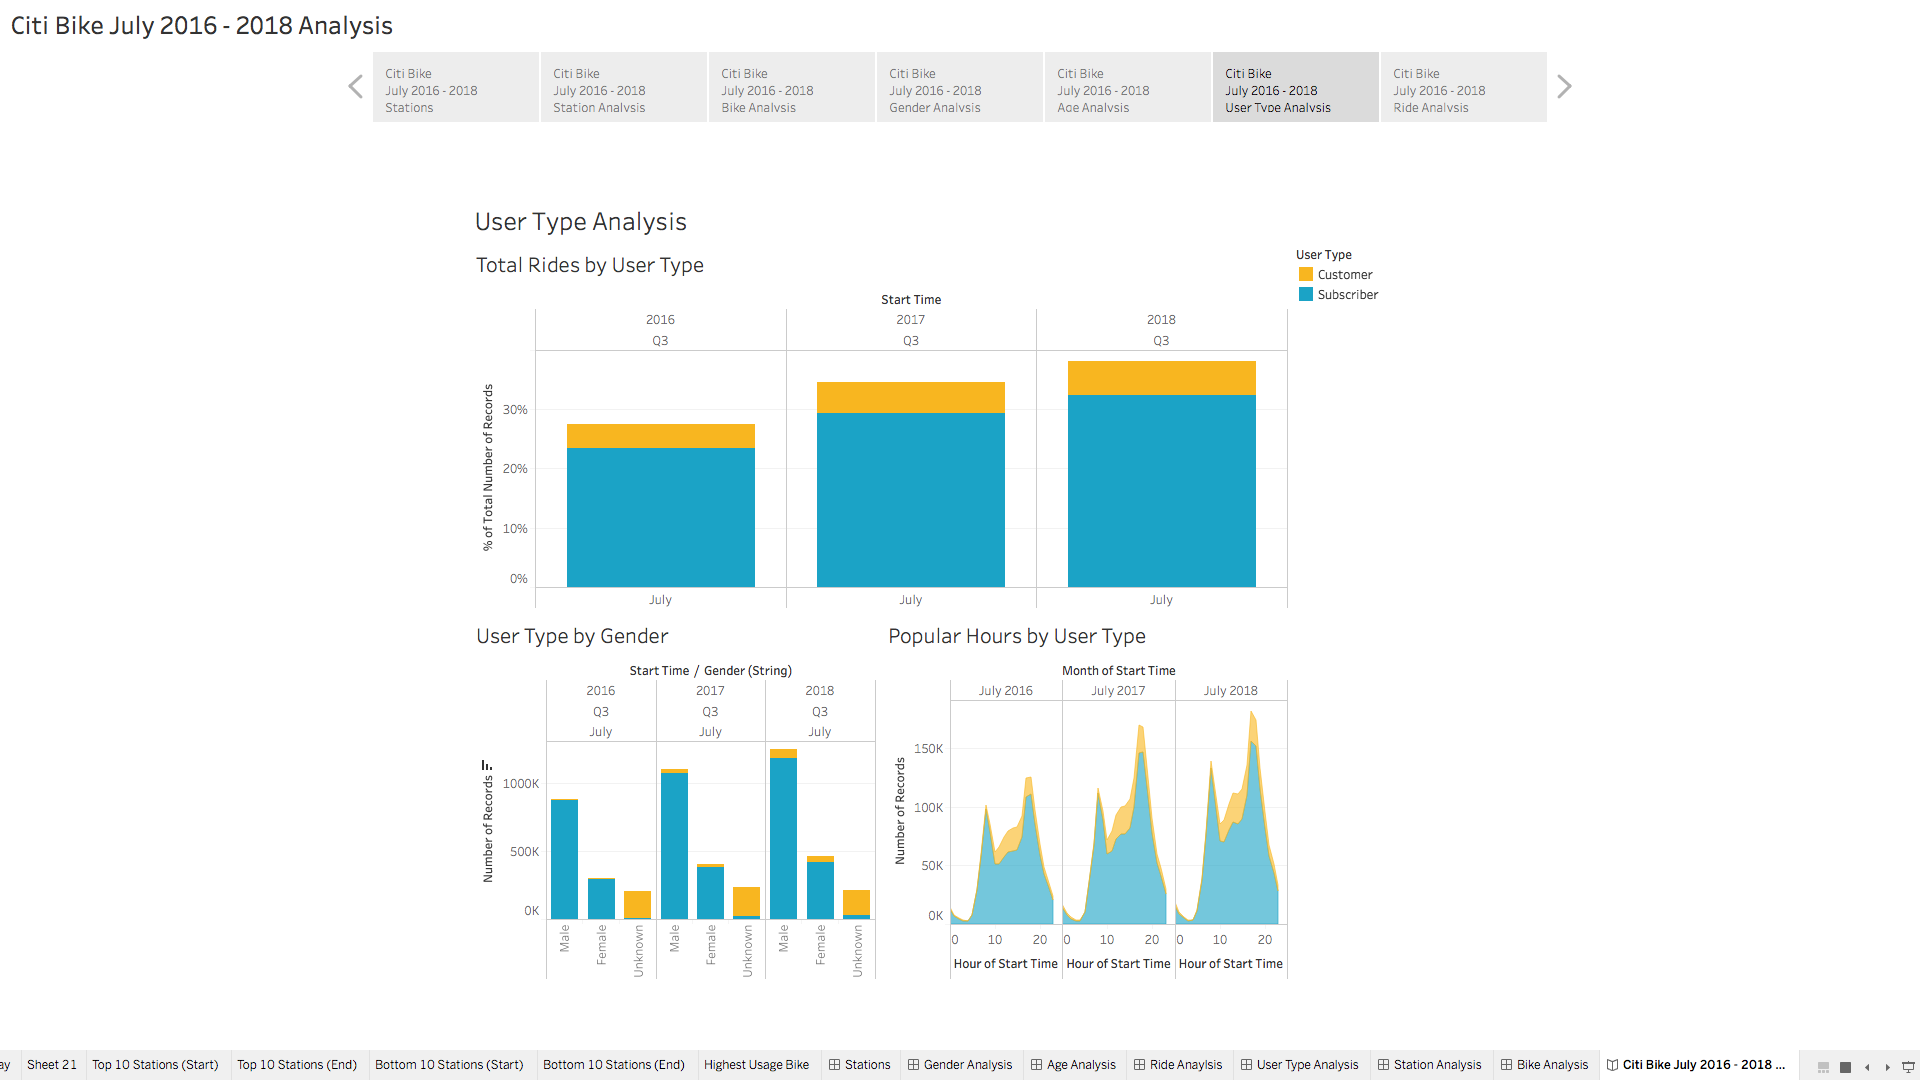 Citi Bike July 2016 - 2018 Analysis
Citi Bike
July 2016 - 2018
Stations
Citi Bike
July 2016 - 2018
Station Analysis
Citi Bike
July 2016 - 2018
Bike Analysis
Citi Bike
July 2016 - 2018
Gender Analysis
Citi Bike
July 2016 - 2018
Age Analysis
Citi Bike
July 2016 - 2018
User Type Analysis
Citi Bike
July 2016 - 2018
Ride Analysis
User Type Analysis
Total Rides by User Type
User Type
Customer
Subscriber
Start Time
2016 2017 2018
Q3 Q3 Q3
% of Total Number of Records
30%
20%
10%
0%
July July July
User Type by Gender
Start Time / Gender (String)
2016 2017 2018
Q3 Q3 Q3
July July July
Number of Records
1000K
500K
0K
Male Female Unknown Male Female Unknown Male Female Unknown
Popular Hours by User Type
Month of Start Time
July 2016 July 2017 July 2018
Number of Records
150K
100K
50K
0K
0 10 20 0 10 20 0 10 20
Hour of Start Time Hour of Start Time Hour of Start Time
ay Sheet 21 Top 10 Stations (Start) Top 10 Stations (End) Bottom 10 Stations (Start) Bottom 10 Stations (End) Highest Usage Bike Stations Gender Analysis Age Analysis Ride Anaylsis User Type Analysis Station Analysis Bike Analysis Citi Bike July 2016 - 2018 ...